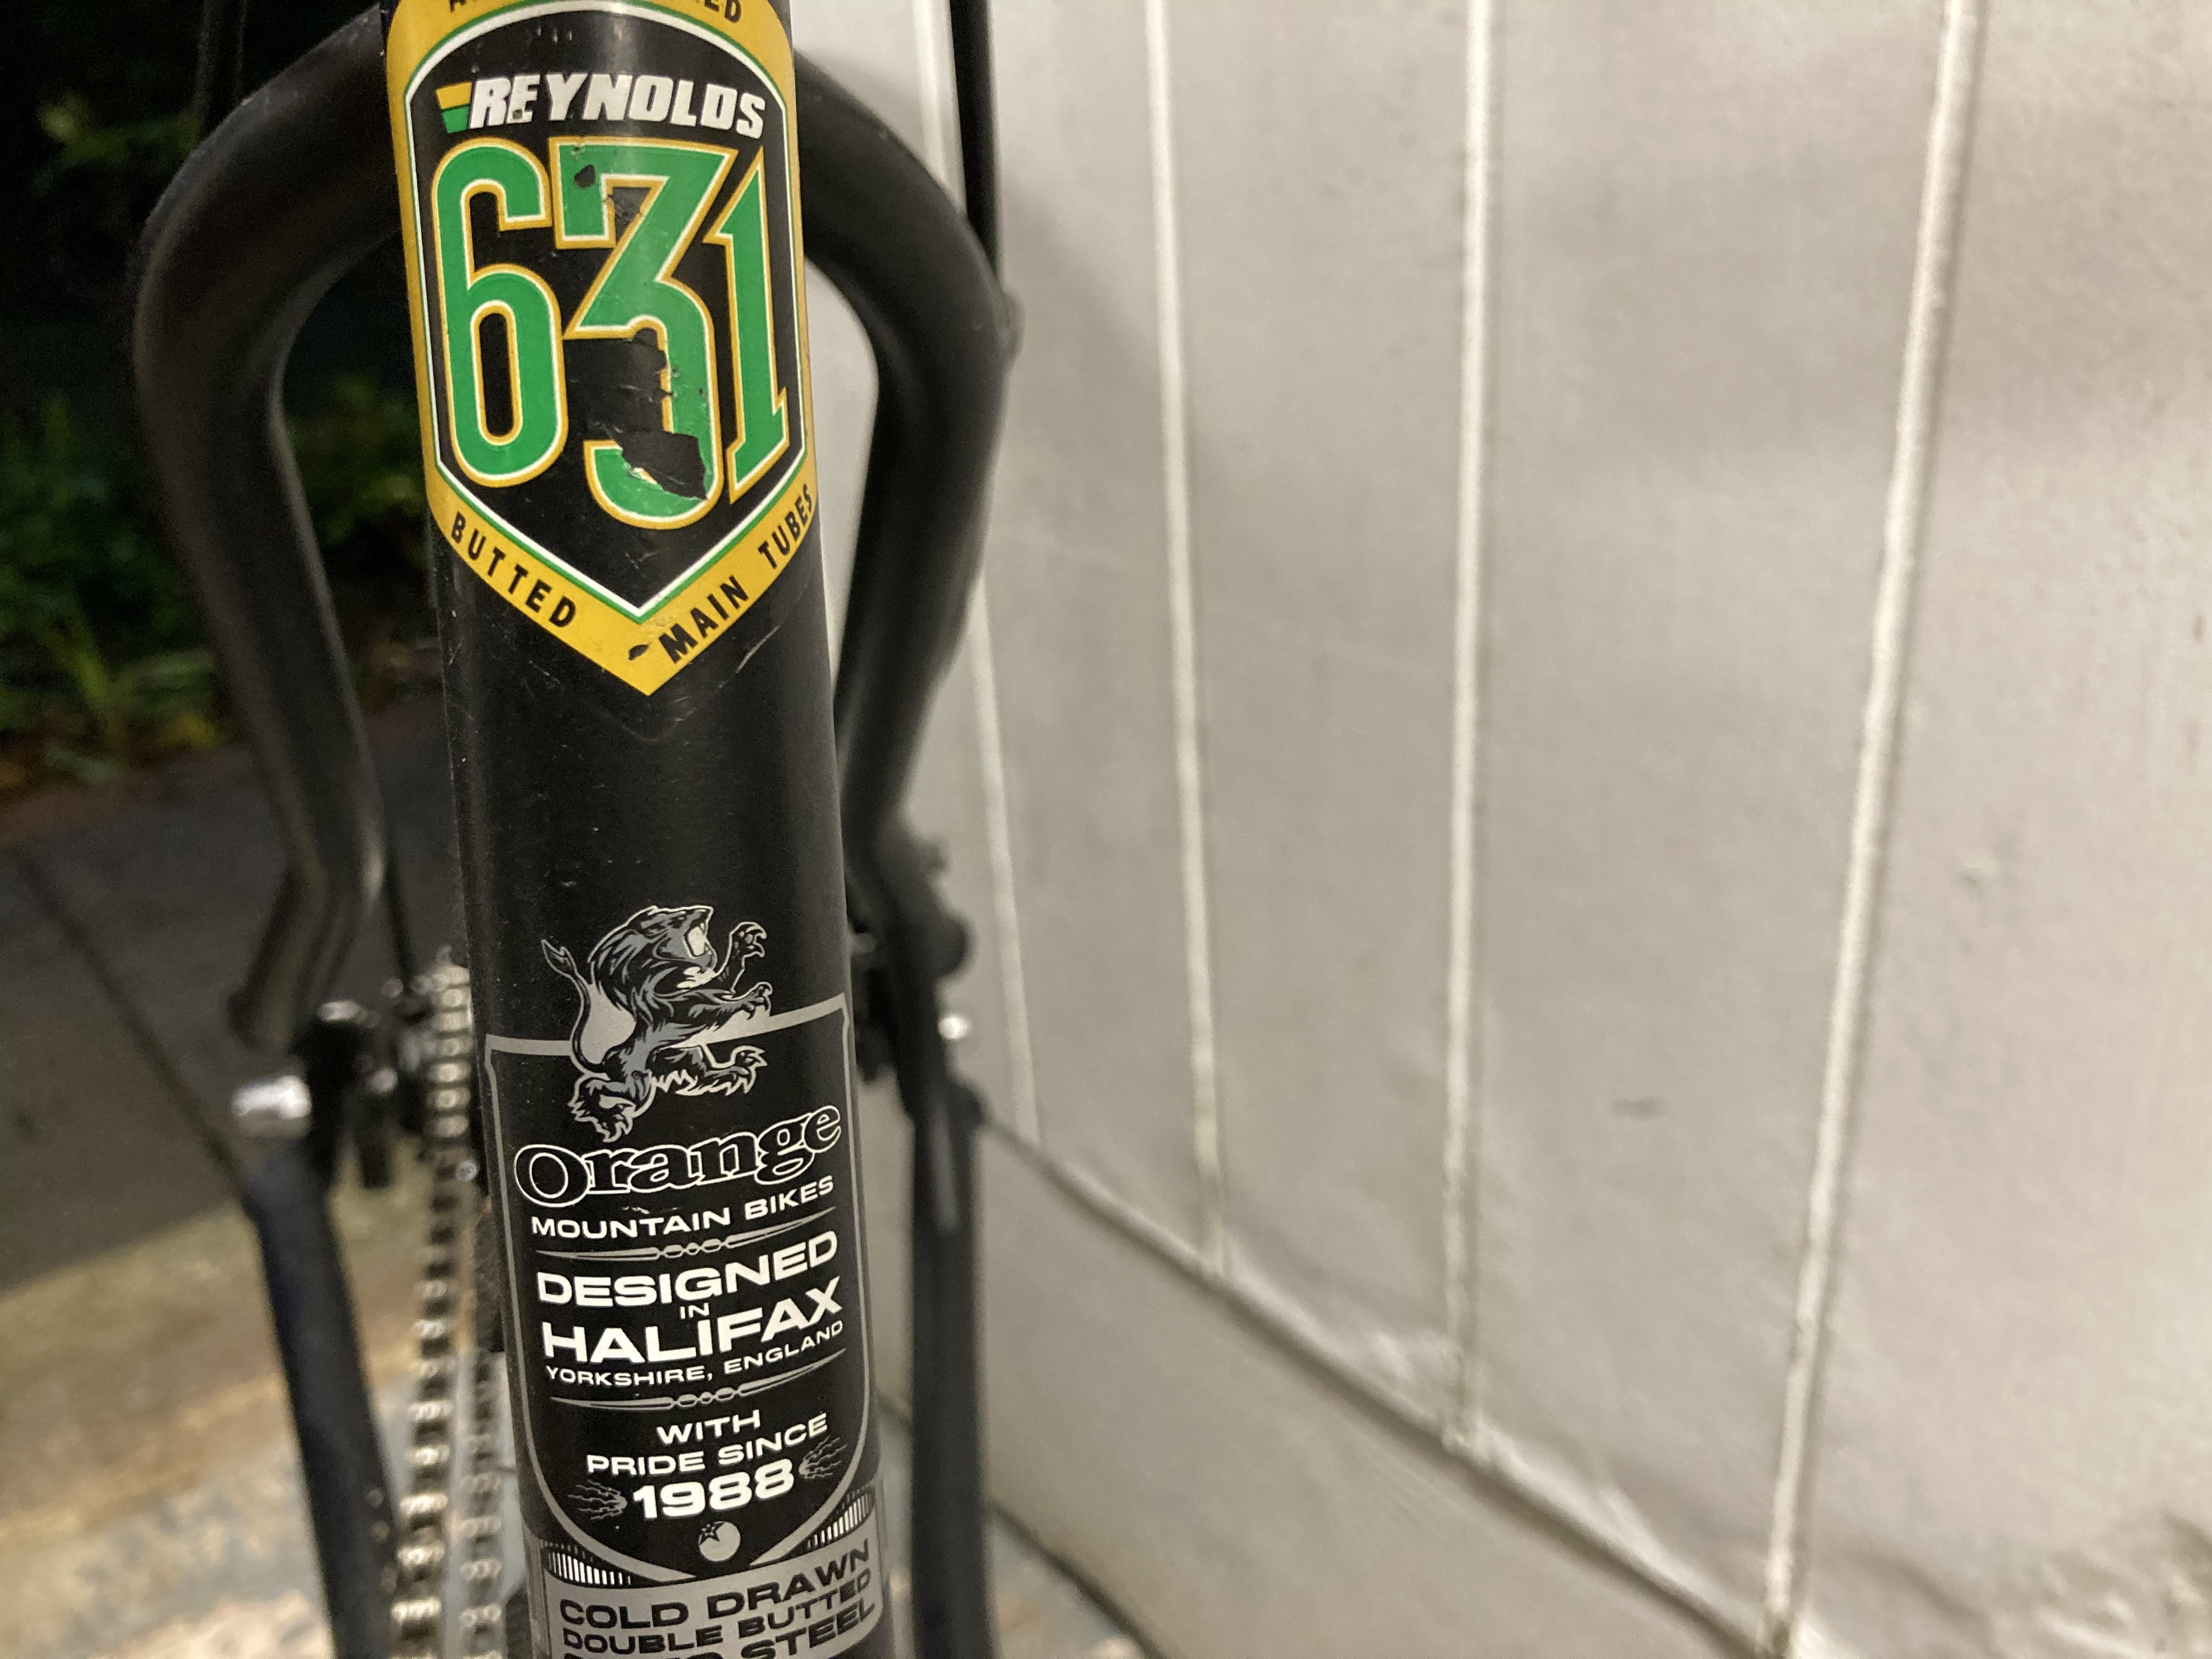 REYNOLDS
631
BUTTED MAIN TUBES
Orange
MOUNTAIN BIKES
DESIGNED
IN
HALIFAX
YORKSHIRE, ENGLAND
WITH
PRIDE SINCE
1988
COLD DRAWN
DOUBLE BUTTED
STEEL